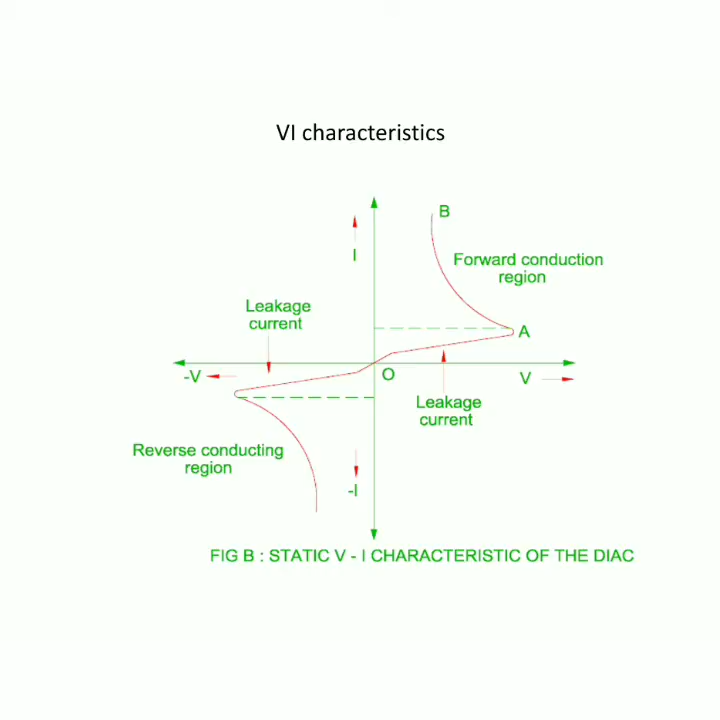 VI characteristics
B
I
Forward conduction
region
Leakage
current
A
-V
O
V
Leakage
current
Reverse conducting
region
-I
FIG B : STATIC V - I CHARACTERISTIC OF THE DIAC